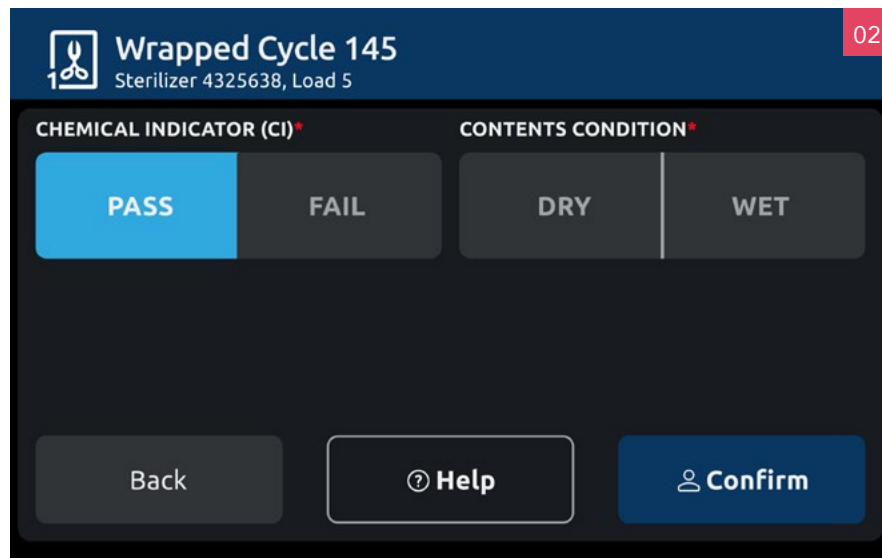 02
Wrapped Cycle 145
1
Sterilizer 4325638, Load 5
CHEMICAL INDICATOR (CI)* CONTENTS CONDITION*
PASS FAIL DRY WET
Back ? Help Confirm